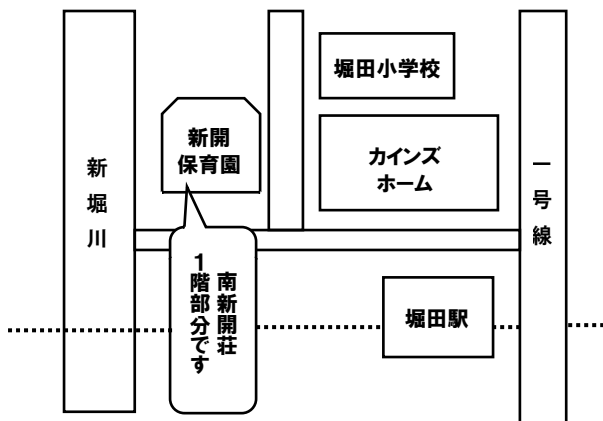 堀田小学校
新開
保育園
カインズ
ホーム
新堀川
一号線
南新開荘
1階部分です
堀田駅